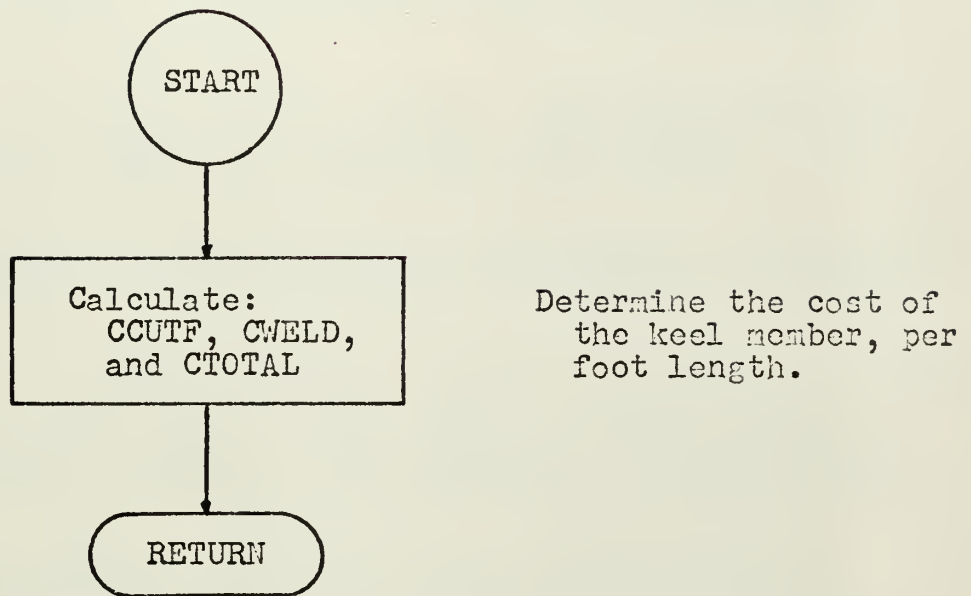 START
Calculate:
CCUTF, CWELD,
and CTOTAL
Determine the cost of
the keel member, per
foot length.
RETURN